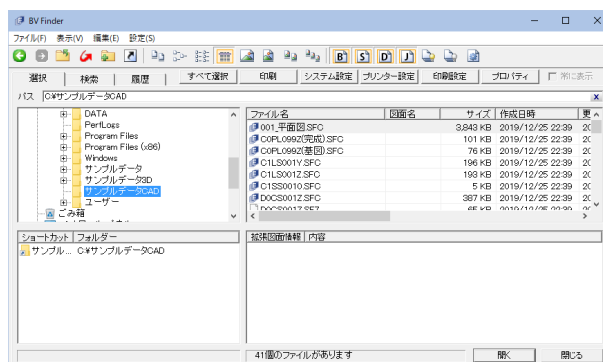 BV Finder
ファイル(F) 表示(V) 編集(E) 設定(S)
B S D J
選択 検索 履歴 すべて選択 印刷 システム設定 プリンター設定 印刷設定 プロパティ 常に表示
パス C:¥サンプルデータCAD x
DATA
PerfLogs
Program Files
Program Files (x86)
Windows
サンプルデータ
サンプルデータ3D
サンプルデータCAD
ユーザー
ごみ箱
ファイル名 図面名 サイズ 作成日時 更
001_平面図.SFC 3,843 KB 2019/12/25 22:39 20
C0PL099Z(完成).SFC 101 KB 2019/12/25 22:39 20
C0PL099Z(基図).SFC 76 KB 2019/12/25 22:39 20
C1LS001Y.SFC 196 KB 2019/12/25 22:39 20
C1LS001Z.SFC 193 KB 2019/12/25 22:39 20
C1SS0010.SFC 5 KB 2019/12/25 22:39 20
D0CS001Z.SFC 387 KB 2019/12/25 22:39 20
ショートカット フォルダー
サンプル... C:¥サンプルデータCAD
拡張図面情報 内容
41個のファイルがあります 開く 閉じる